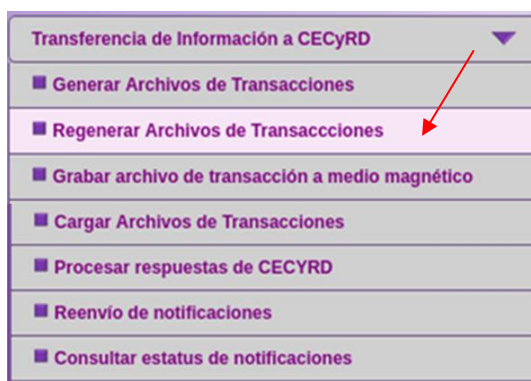 Transferencia de Información a CECyRD
Generar Archivos de Transacciones
Regenerar Archivos de Transaccciones
Grabar archivo de transacción a medio magnético
Cargar Archivos de Transacciones
Procesar respuestas de CECYRD
Reenvío de notificaciones
Consultar estatus de notificaciones